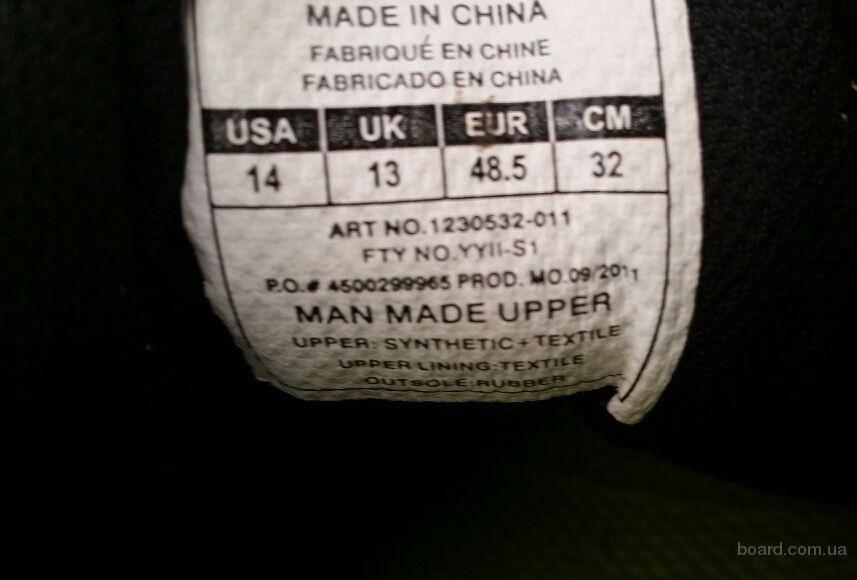 MADE IN CHINA
FABRIQUÉ EN CHINE
FABRICADO EN CHINA
USA UK EUR CM
14 13 48.5 32
ART NO.1230532-011
FTY NO.YYII-S1
P.O.# 4500299965 PROD. MO.09/2011
MAN MADE UPPER
UPPER: SYNTHETIC+TEXTILE
UPPER LINING:TEXTILE
OUTSOLE:RUBBER
board.com.ua